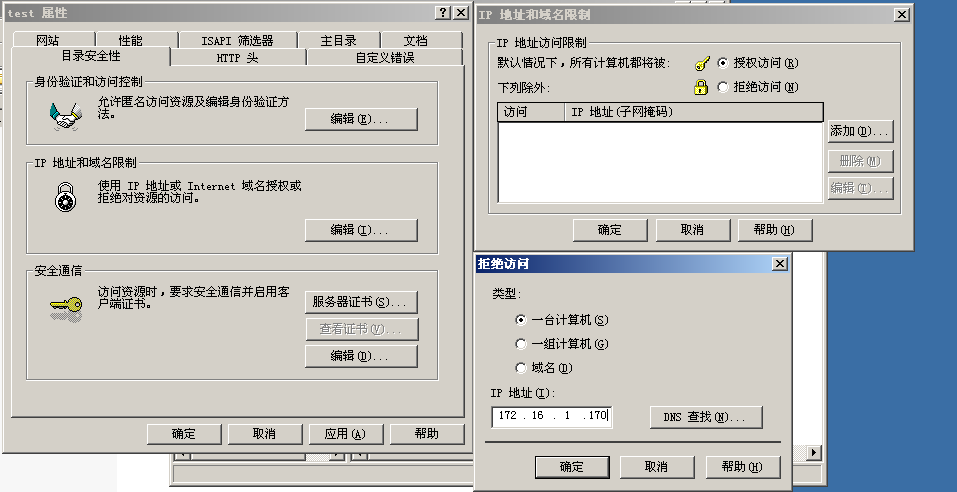 test 属性
网站
性能
ISAPI 筛选器
主目录
文档
目录安全性
HTTP 头
自定义错误
身份验证和访问控制
允许匿名访问资源及编辑身份验证方
法。
编辑(E)...
IP 地址和域名限制
使用 IP 地址或 Internet 域名授权或
拒绝对资源的访问。
编辑(I)...
安全通信
访问资源时，要求安全通信并启用客
户端证书。
服务器证书(S)...
查看证书(V)...
编辑(D)...
确定
取消
应用(A)
帮助
IP 地址和域名限制
IP 地址访问限制
默认情况下，所有计算机都将被:
授权访问(R)
下列除外:
拒绝访问(N)
访问
IP 地址(子网掩码)
添加(D)...
删除(M)
编辑(T)...
确定
取消
帮助(H)
拒绝访问
类型:
一台计算机(S)
一组计算机(G)
域名(D)
IP 地址(I):
172 . 16 . 1 .170
DNS 查找(N)...
确定
取消
帮助(H)